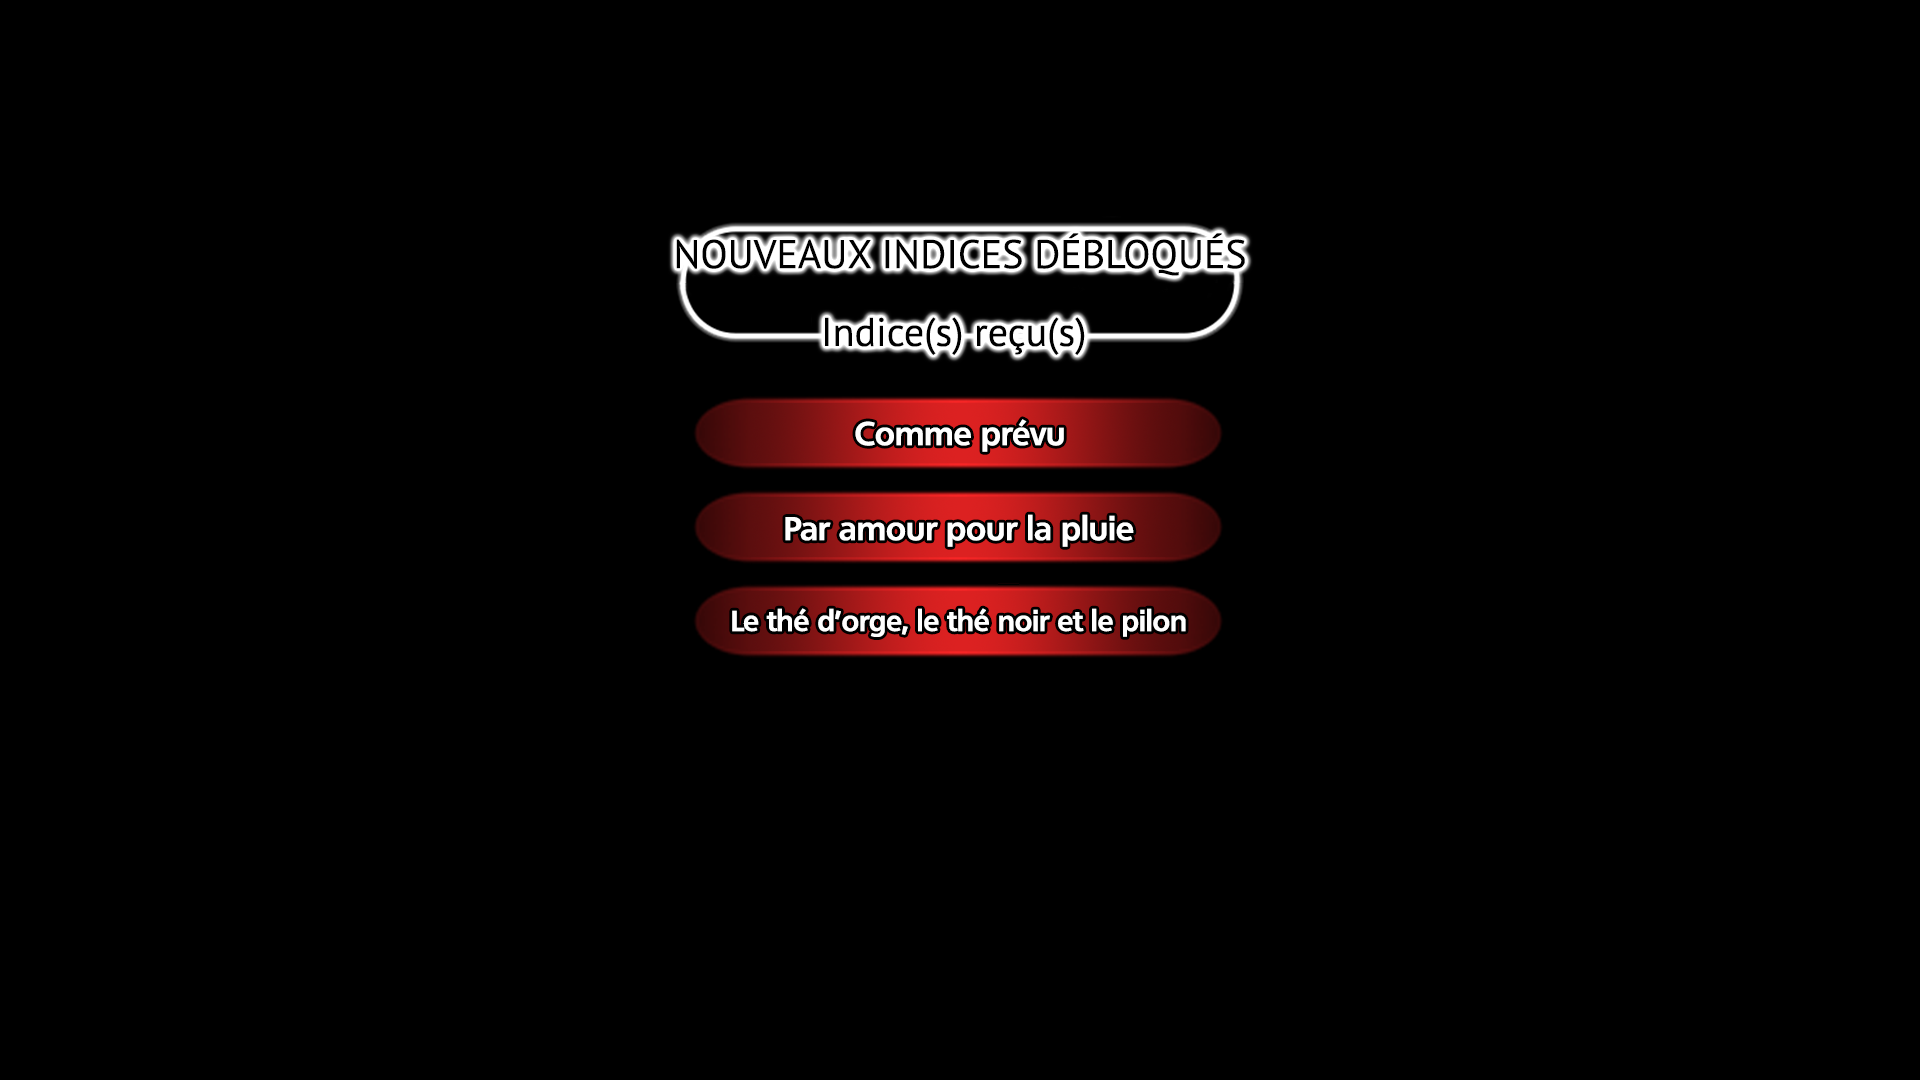 NOUVEAUX INDICES DÉBLOQUÉS
Indice(s) reçu(s)
Comme prévu
Par amour pour la pluie
Le thé d'orge, le thé noir et le pilon